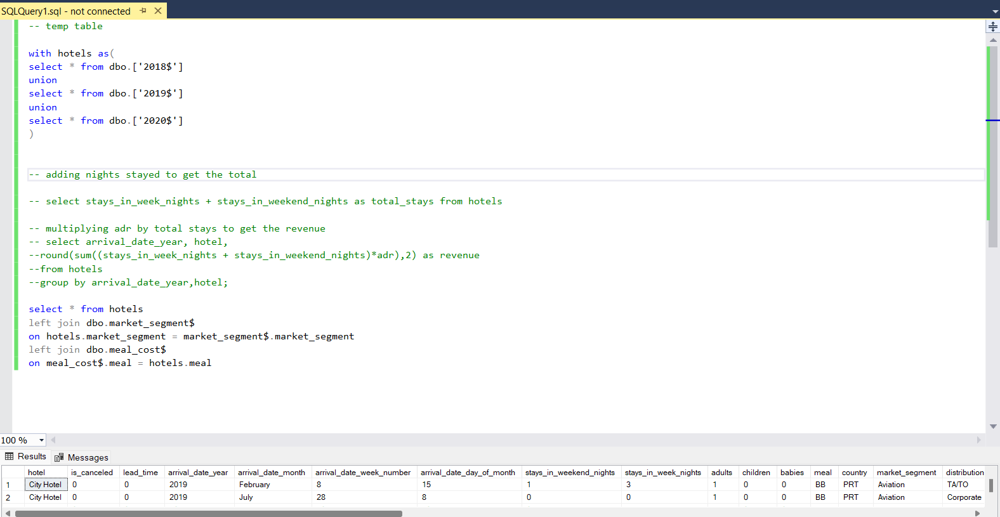 SQLQuery1.sql - not connected
-- temp table
with hotels as(
select * from dbo.['2018$']
union
select * from dbo.['2019$']
union
select * from dbo.['2020$']
)
-- adding nights stayed to get the total
-- select stays_in_week_nights + stays_in_weekend_nights as total_stays from hotels
-- multiplying adr by total stays to get the revenue
-- select arrival_date_year, hotel,
--round(sum((stays_in_week_nights + stays_in_weekend_nights)*adr),2) as revenue
--from hotels
--group by arrival_date_year,hotel;
select * from hotels
left join dbo.market_segment$
on hotels.market_segment = market_segment$.market_segment
left join dbo.meal_cost$
on meal_cost$.meal = hotels.meal
100 %
Results Messages
hotel is_canceled lead_time arrival_date_year arrival_date_month arrival_date_week_number arrival_date_day_of_month stays_in_weekend_nights stays_in_week_nights adults children babies meal country market_segment distribution
1 City Hotel 0 0 2019 February 8 15 1 3 1 0 0 BB PRT Aviation TA/TO
2 City Hotel 0 0 2019 July 28 8 0 0 1 0 0 BB PRT Aviation Corporate